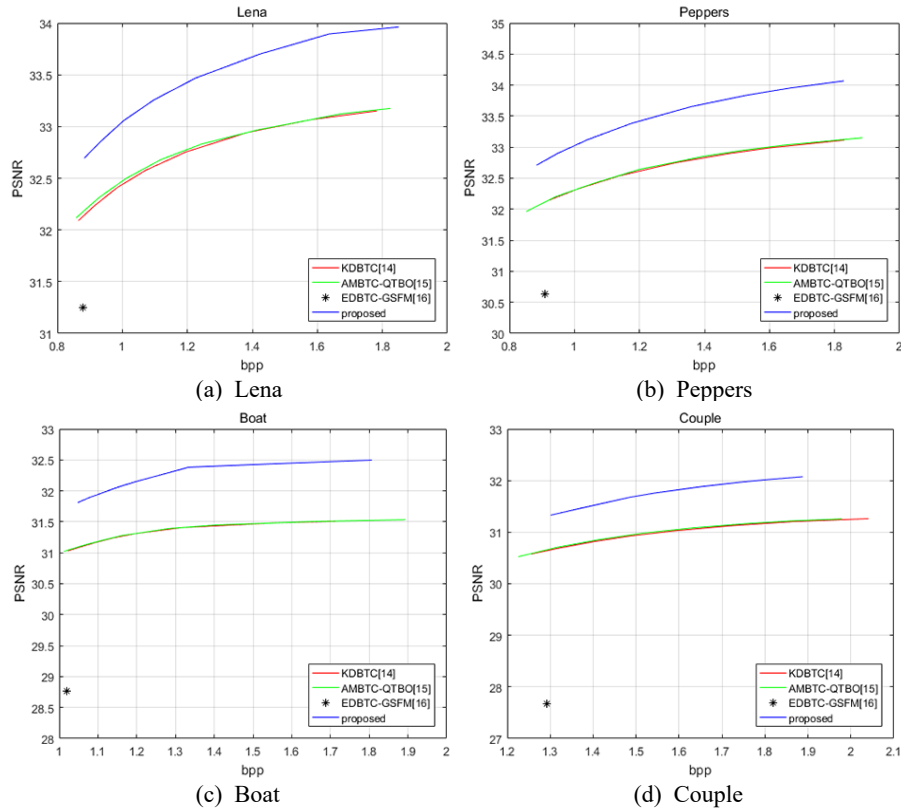 Lena
34
33.5
33
32.5
32
31.5
31
PSNR
0.8 1 1.2 1.4 1.6 1.8 2
bpp
KDBTC[14]
AMBTC-QTBO[15]
EDBTC-GSFM[16]
proposed
(a) Lena
Peppers
35
34.5
34
33.5
33
32.5
32
31.5
31
30.5
30
PSNR
0.8 1 1.2 1.4 1.6 1.8 2
bpp
KDBTC[14]
AMBTC-QTBO[15]
EDBTC-GSFM[16]
proposed
(b) Peppers
Boat
33
32.5
32
31.5
31
30.5
30
29.5
29
28.5
28
PSNR
1 1.1 1.2 1.3 1.4 1.5 1.6 1.7 1.8 1.9 2
bpp
KDBTC[14]
AMBTC-QTBO[15]
EDBTC-GSFM[16]
proposed
(c) Boat
Couple
33
32
31
30
29
28
27
PSNR
1.2 1.3 1.4 1.5 1.6 1.7 1.8 1.9 2 2.1
bpp
KDBTC[14]
AMBTC-QTBO[15]
EDBTC-GSFM[16]
proposed
(d) Couple